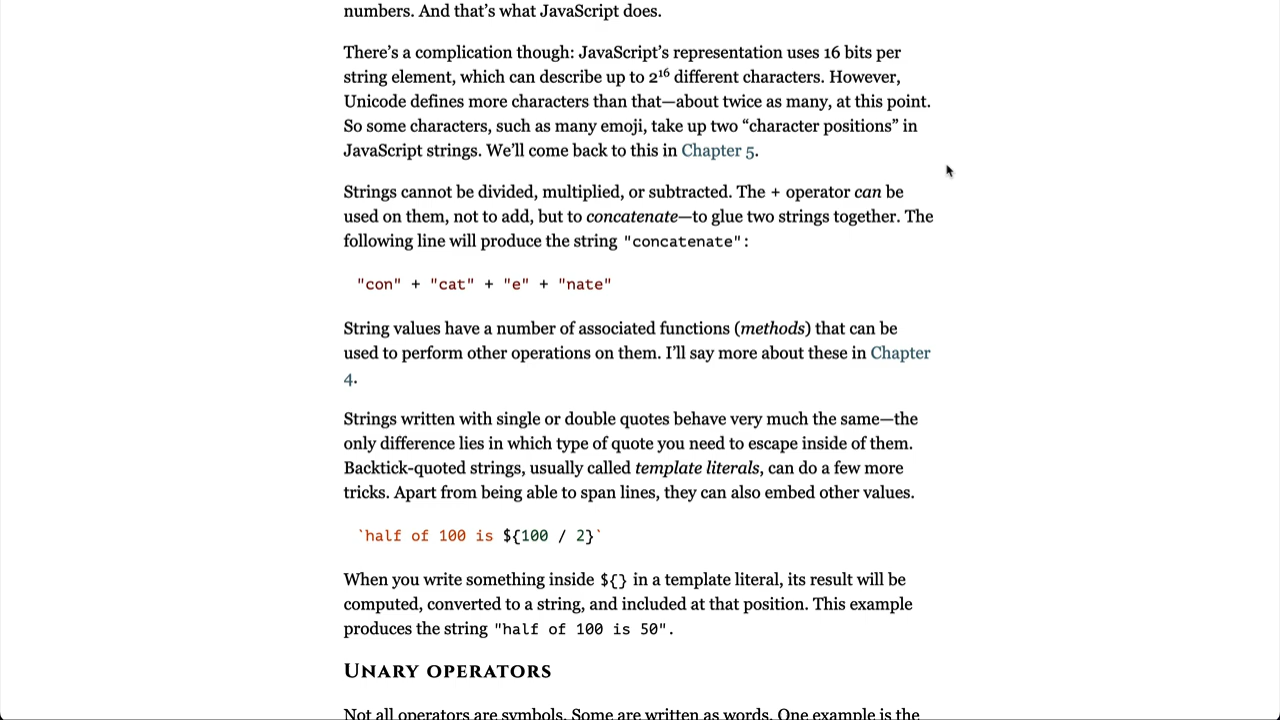 numbers. And that’s what JavaScript does.
There’s a complication though: JavaScript’s representation uses 16 bits per
string element, which can describe up to 2¹⁶ different characters. However,
Unicode defines more characters than that—about twice as many, at this point.
So some characters, such as many emoji, take up two “character positions” in
JavaScript strings. We’ll come back to this in Chapter 5.
Strings cannot be divided, multiplied, or subtracted. The + operator can be
used on them, not to add, but to concatenate—to glue two strings together. The
following line will produce the string "concatenate":
"con" + "cat" + "e" + "nate"
String values have a number of associated functions (methods) that can be
used to perform other operations on them. I’ll say more about these in Chapter
4.
Strings written with single or double quotes behave very much the same—the
only difference lies in which type of quote you need to escape inside of them.
Backtick-quoted strings, usually called template literals, can do a few more
tricks. Apart from being able to span lines, they can also embed other values.
`half of 100 is ${100 / 2}`
When you write something inside ${} in a template literal, its result will be
computed, converted to a string, and included at that position. This example
produces the string "half of 100 is 50".
Unary operators
Not all operators are symbols. Some are written as words. One example is the